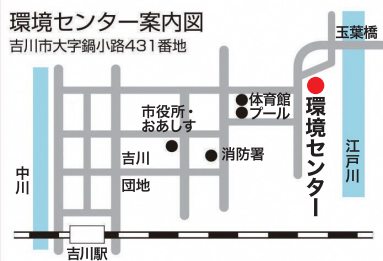 環境センター案内図
吉川市大字鍋小路431番地
玉葉橋
体育館
プール
環境センター
市役所・
おあしす
消防署
吉川
団地
中川
江戸川
吉川駅